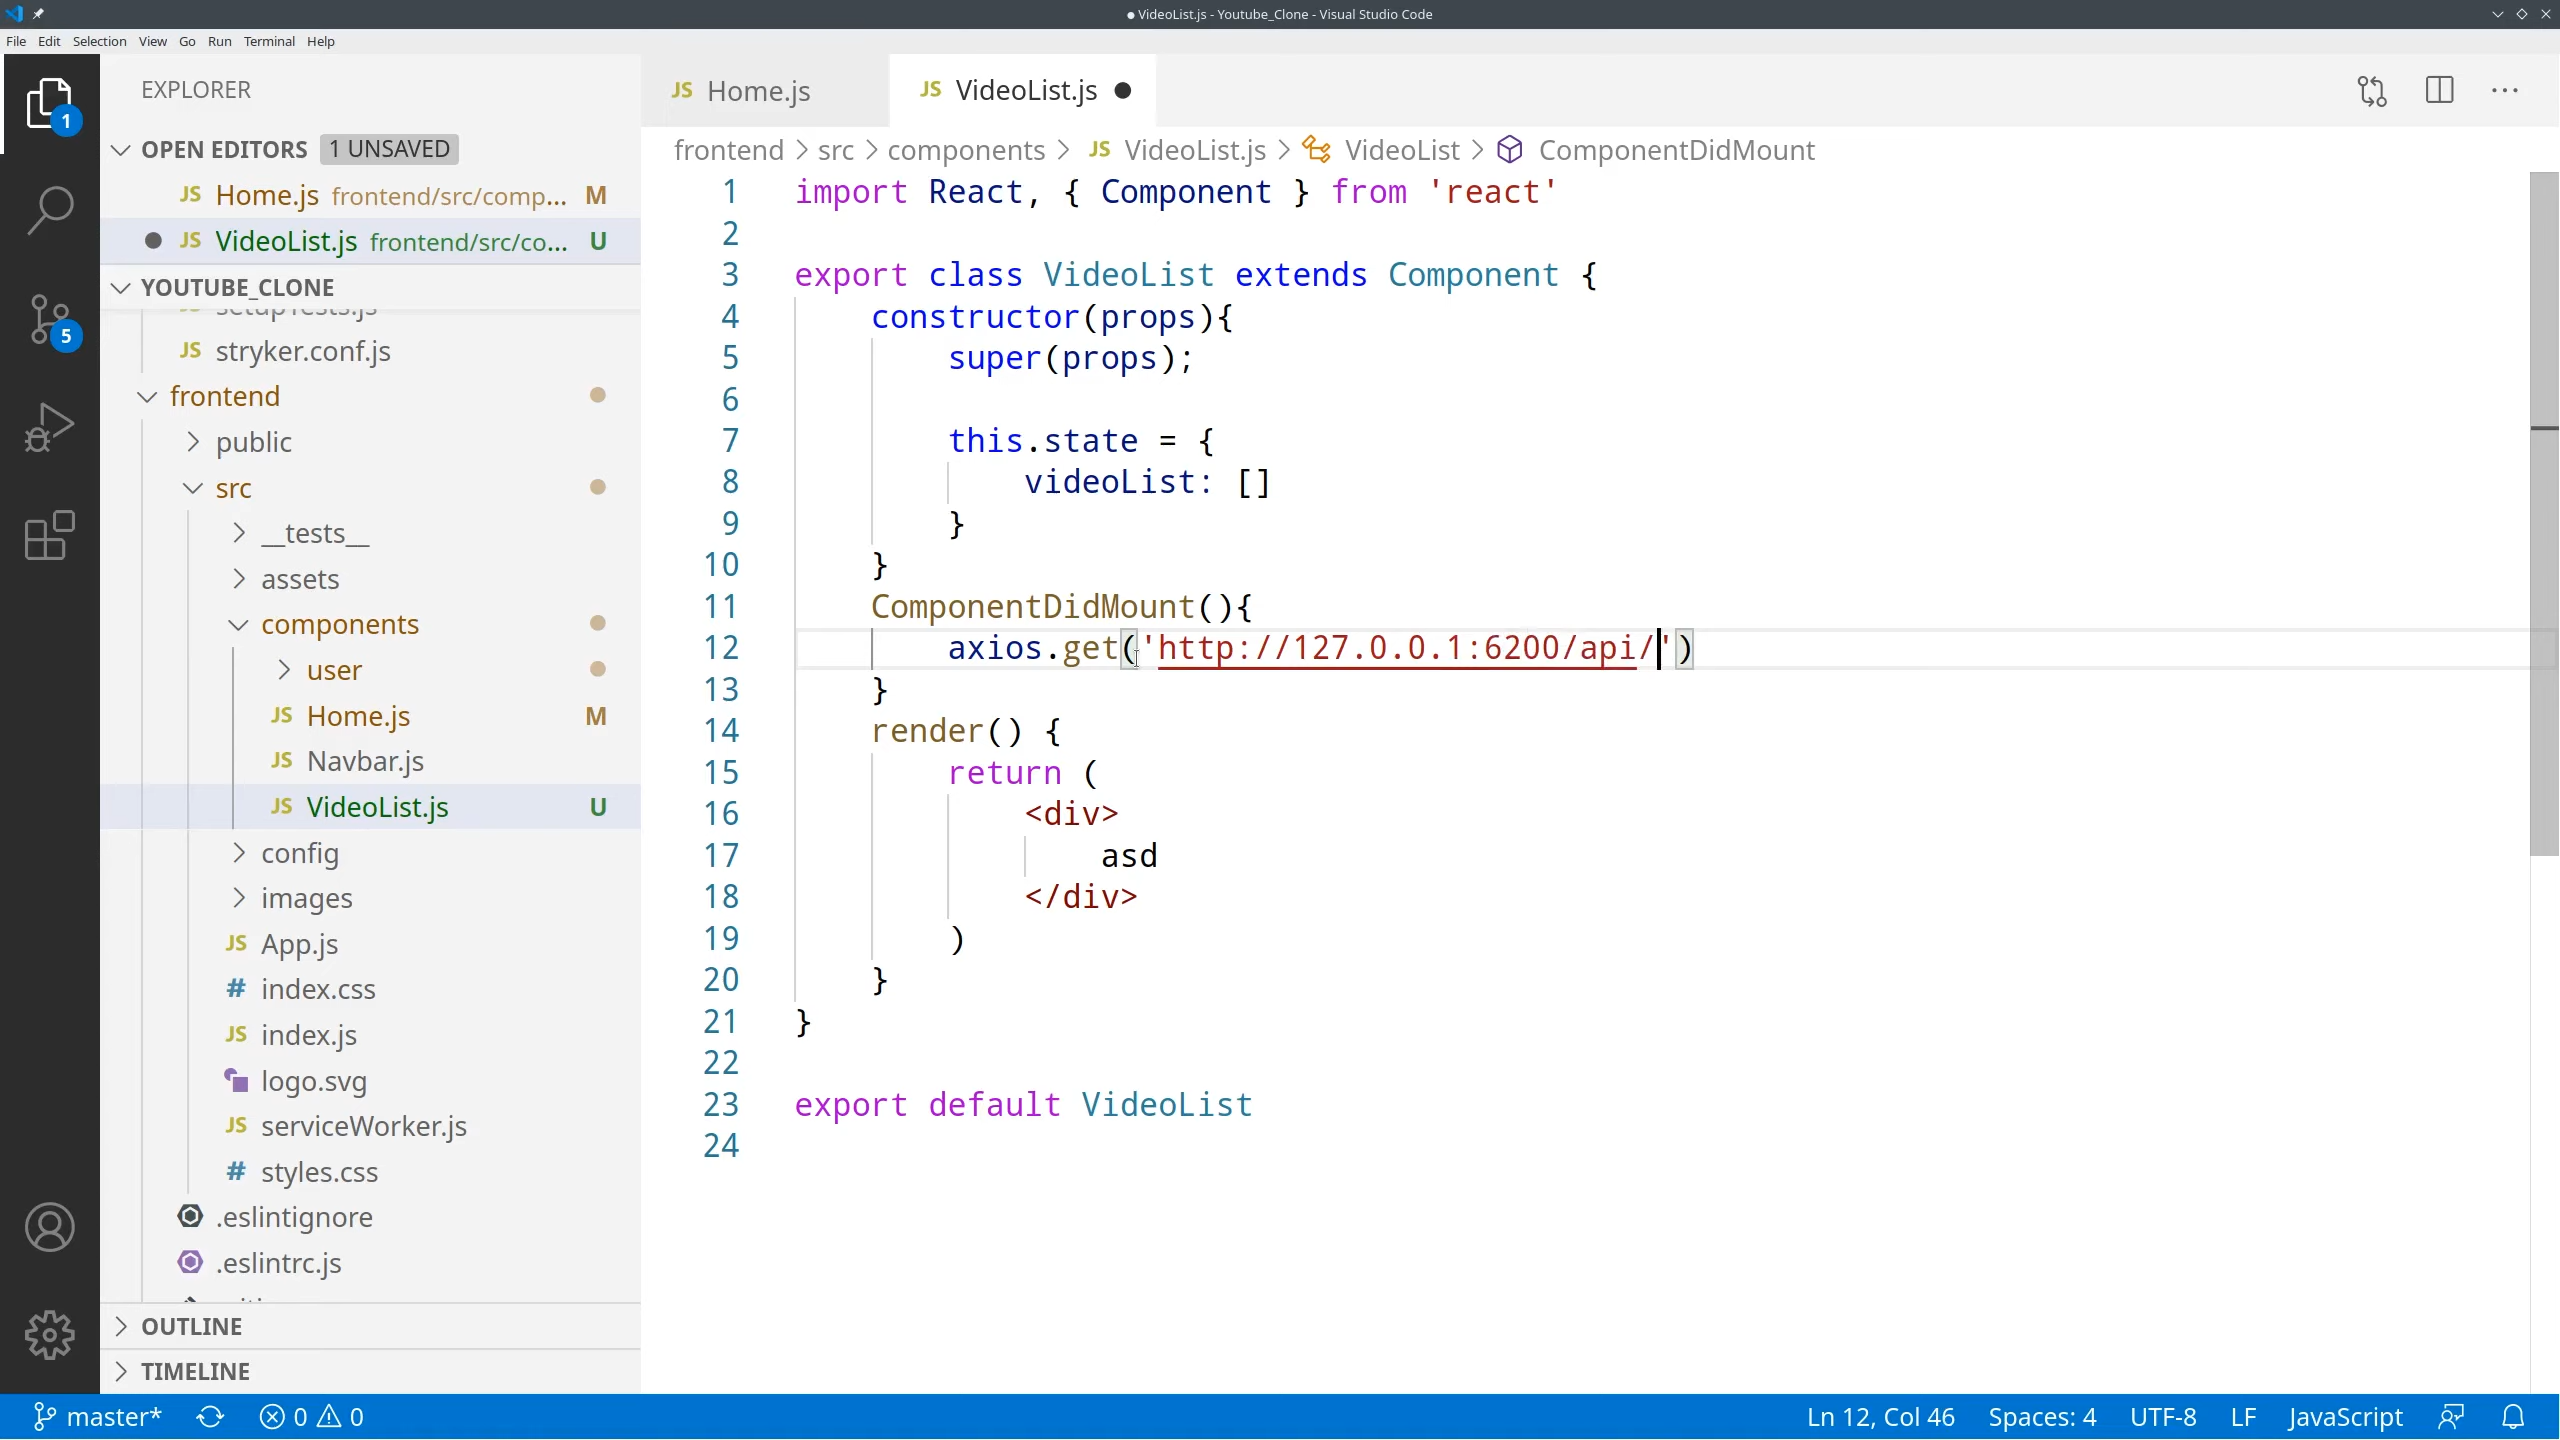 ● VideoList.js - Youtube_Clone - Visual Studio Code
File Edit Selection View Go Run Terminal Help
EXPLORER
OPEN EDITORS 1 UNSAVED
JS Home.js frontend/src/comp... M
JS VideoList.js frontend/src/co... U
YOUTUBE_CLONE
setupTests.js
JS stryker.conf.js
frontend
public
src
__tests__
assets
components
user
JS Home.js M
JS Navbar.js
JS VideoList.js U
config
images
JS App.js
# index.css
JS index.js
logo.svg
JS serviceWorker.js
# styles.css
.eslintignore
.eslintrc.js
OUTLINE
TIMELINE
1
5
JS Home.js
JS VideoList.js ●
frontend > src > components > JS VideoList.js > VideoList > ComponentDidMount
1 import React, { Component } from 'react'
2
3 export class VideoList extends Component {
4 constructor(props){
5 super(props);
6
7 this.state = {
8 videoList: []
9 }
10 }
11 ComponentDidMount(){
12 axios.get('http://127.0.0.1:6200/api/')
13 }
14 render() {
15 return (
16 <div>
17 asd
18 </div>
19 )
20 }
21 }
22
23 export default VideoList
24
master* 0 0 Ln 12, Col 46 Spaces: 4 UTF-8 LF JavaScript